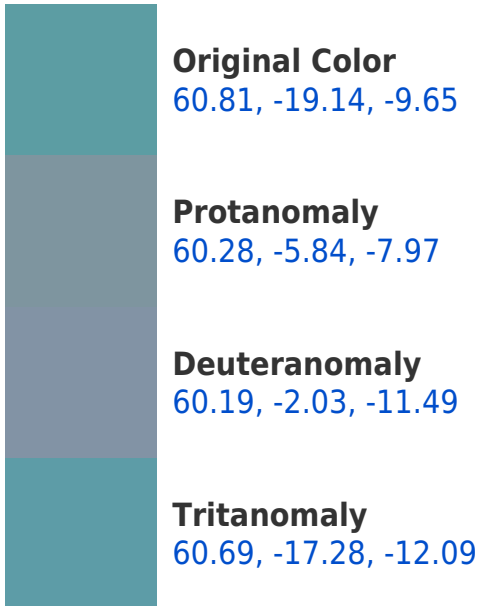 Original Color
60.81, -19.14, -9.65
Protanomaly
60.28, -5.84, -7.97
Deuteranomaly
60.19, -2.03, -11.49
Tritanomaly
60.69, -17.28, -12.09